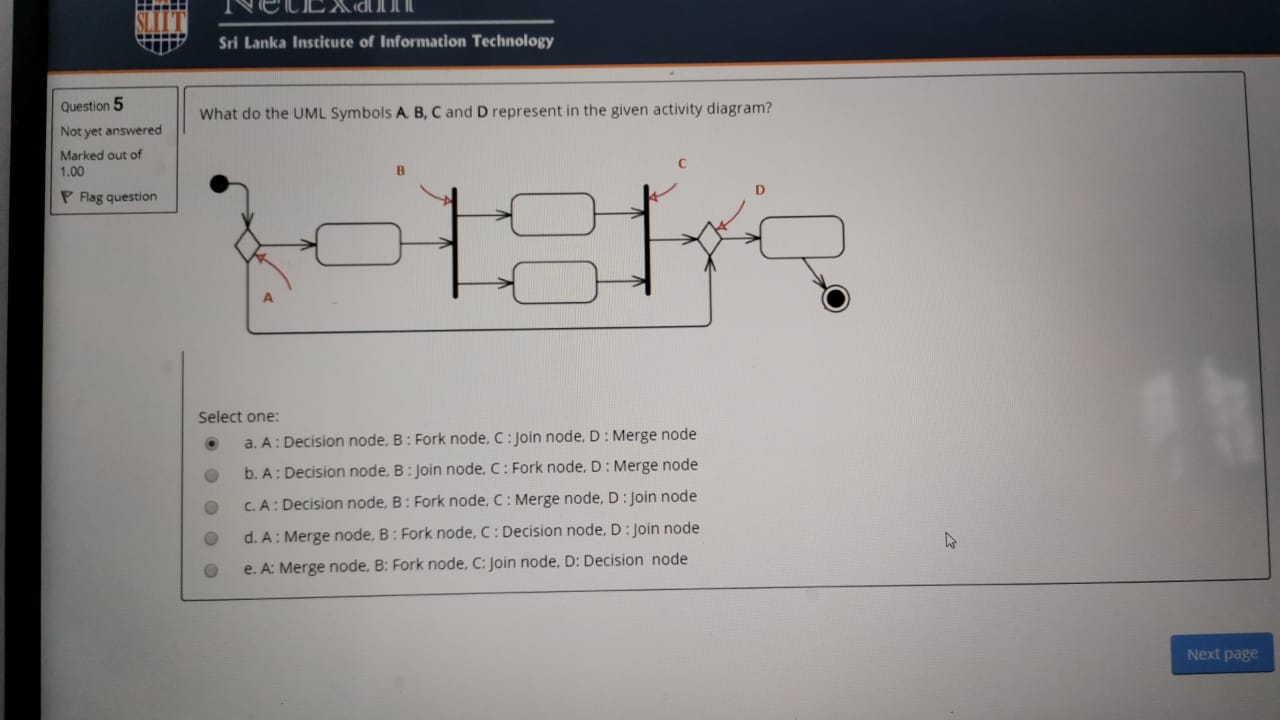 NetExam
SLIIT
Sri Lanka Institute of Information Technology
Question 5
Not yet answered
Marked out of
1.00
Flag question
What do the UML Symbols A, B, C and D represent in the given activity diagram?
B
C
D
A
Select one:
a. A : Decision node, B : Fork node, C : Join node, D : Merge node
b. A : Decision node, B : Join node, C : Fork node, D : Merge node
c. A : Decision node, B : Fork node, C : Merge node, D : Join node
d. A : Merge node, B : Fork node, C : Decision node, D : Join node
e. A: Merge node, B: Fork node, C: Join node, D: Decision node
Next page